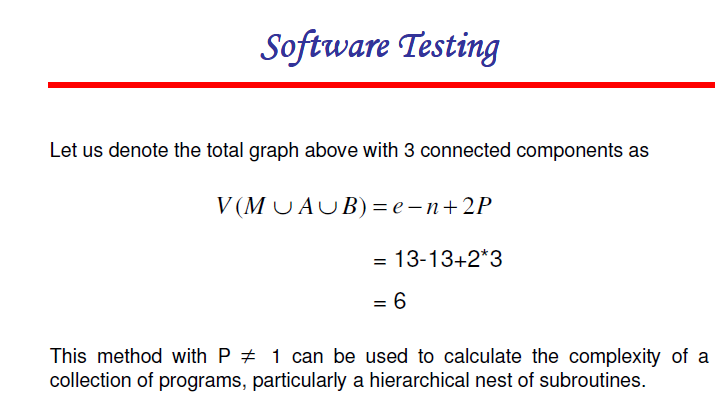 Software Testing
Let us denote the total graph above with 3 connected components as
V(M ∪ A ∪ B) = e − n + 2P
= 13-13+2*3
= 6
This method with P ≠ 1 can be used to calculate the complexity of a
collection of programs, particularly a hierarchical nest of subroutines.